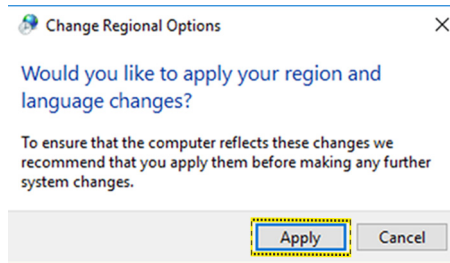 Change Regional Options
Would you like to apply your region and
language changes?
To ensure that the computer reflects these changes we
recommend that you apply them before making any further
system changes.
Apply Cancel